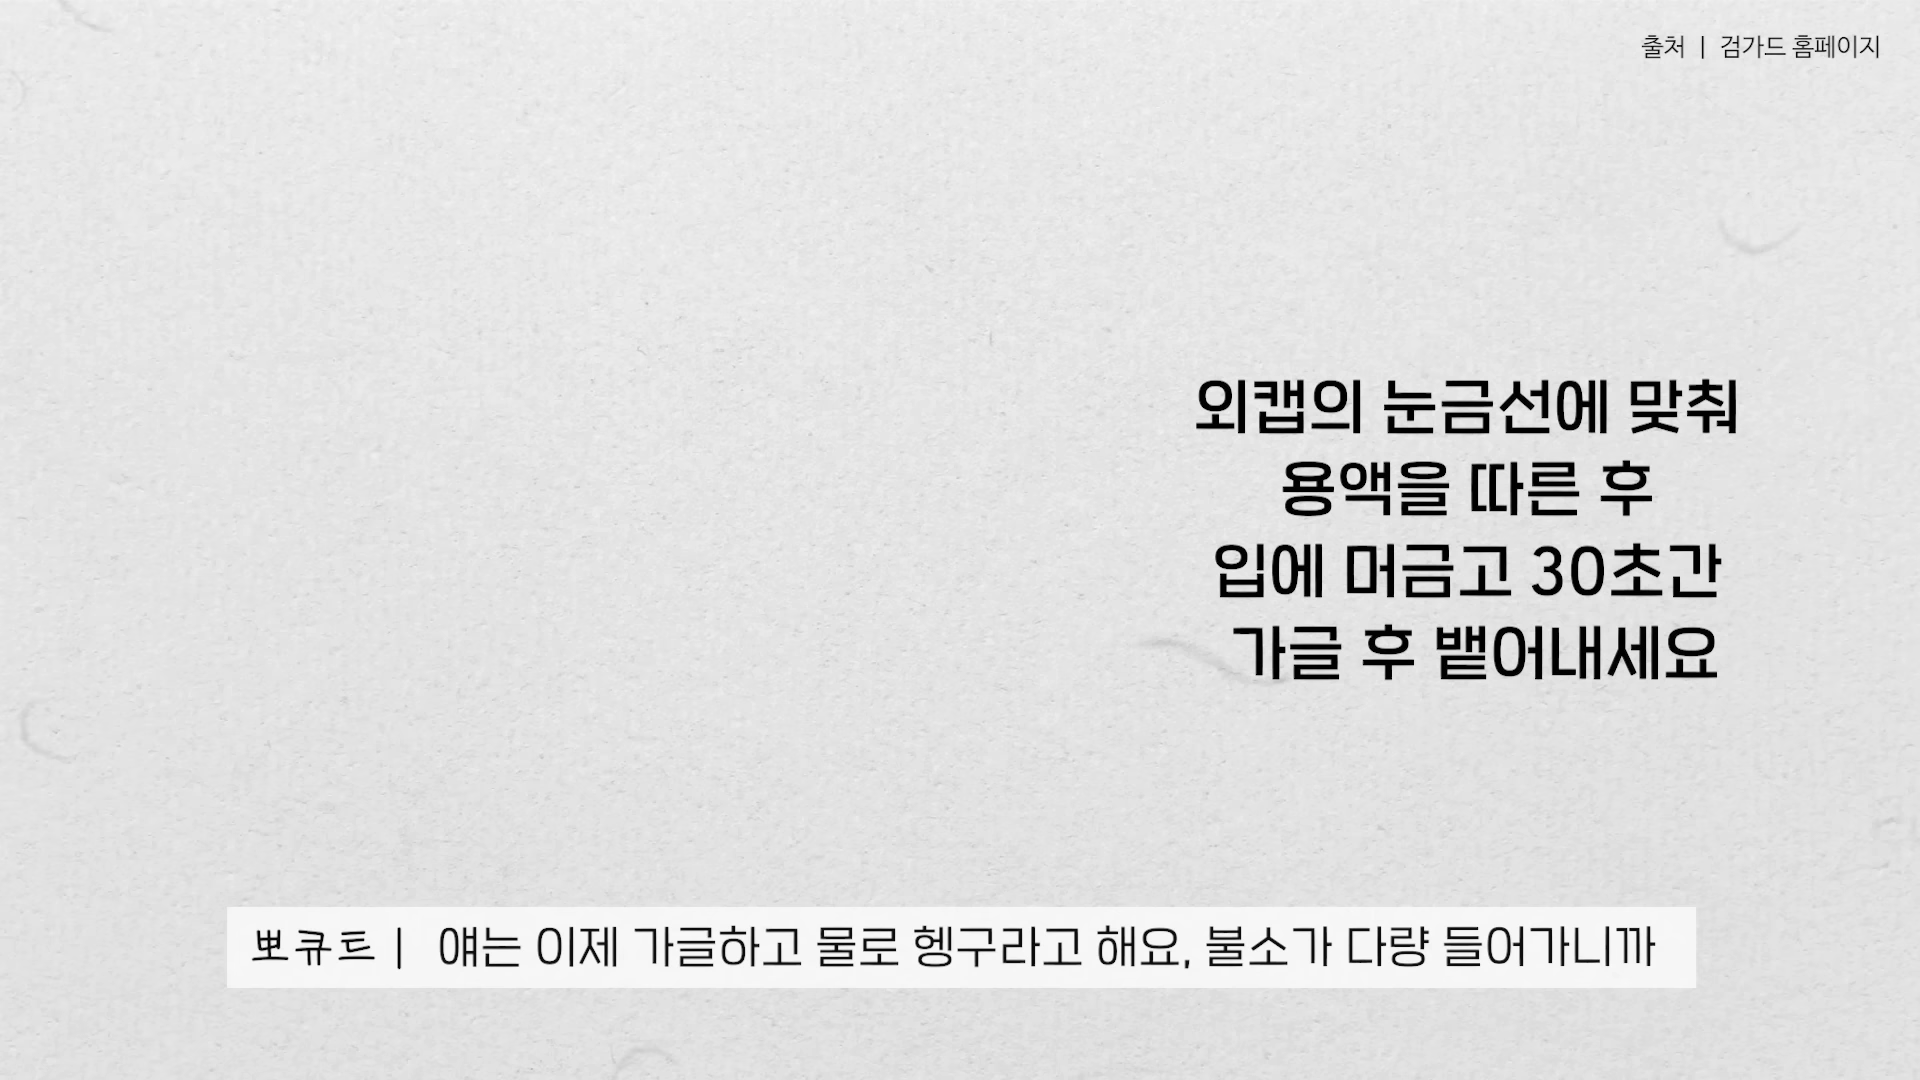 출처 | 검가드 홈페이지
외캡의 눈금선에 맞춰
용액을 따른 후
입에 머금고 30초간
가글 후 뱉어내세요
뽀큐트 | 얘는 이제 가글하고 물로 헹구라고 해요, 불소가 다량 들어가니까